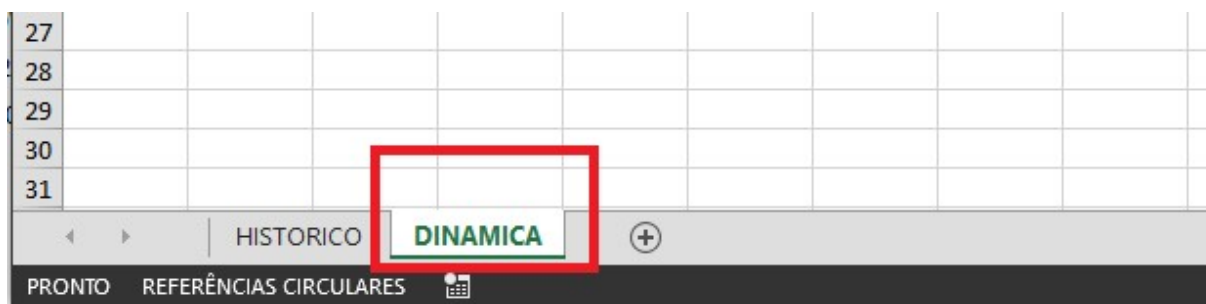 27
28
29
30
31
HISTORICO DINAMICA
PRONTO REFERÊNCIAS CIRCULARES